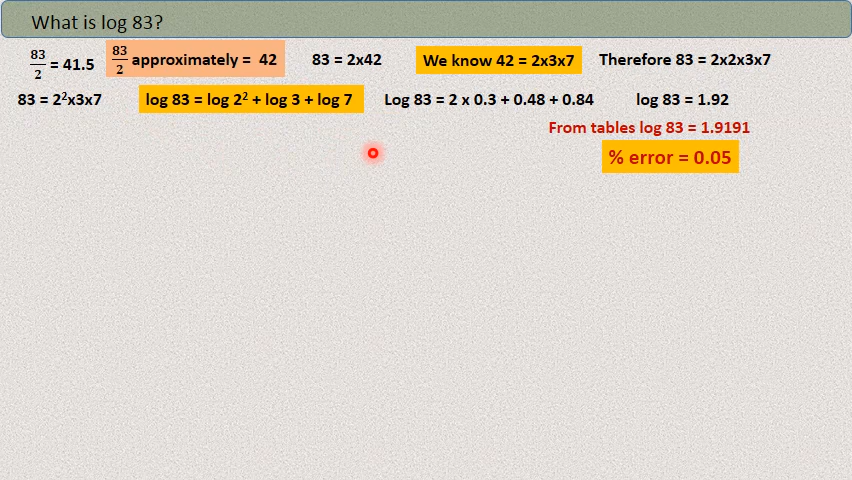 What is log 83?
83/2 = 41.5 83/2 approximately = 42 83 = 2x42 We know 42 = 2x3x7 Therefore 83 = 2x2x3x7
83 = 2²x3x7 log 83 = log 2² + log 3 + log 7 Log 83 = 2 x 0.3 + 0.48 + 0.84 log 83 = 1.92
From tables log 83 = 1.9191
% error = 0.05